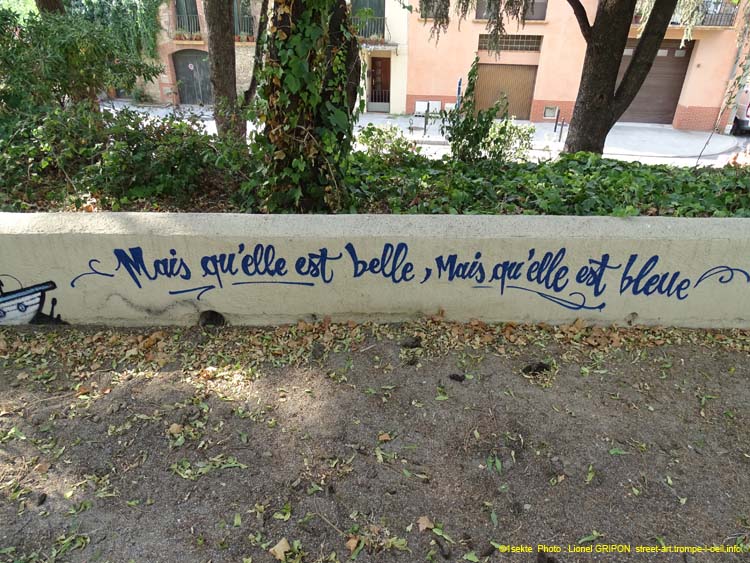 Mais qu'elle est belle, Mais qu'elle est bleue
©1sekte Photo : Lionel GRIPON street-art.trompe-l-oeil.info